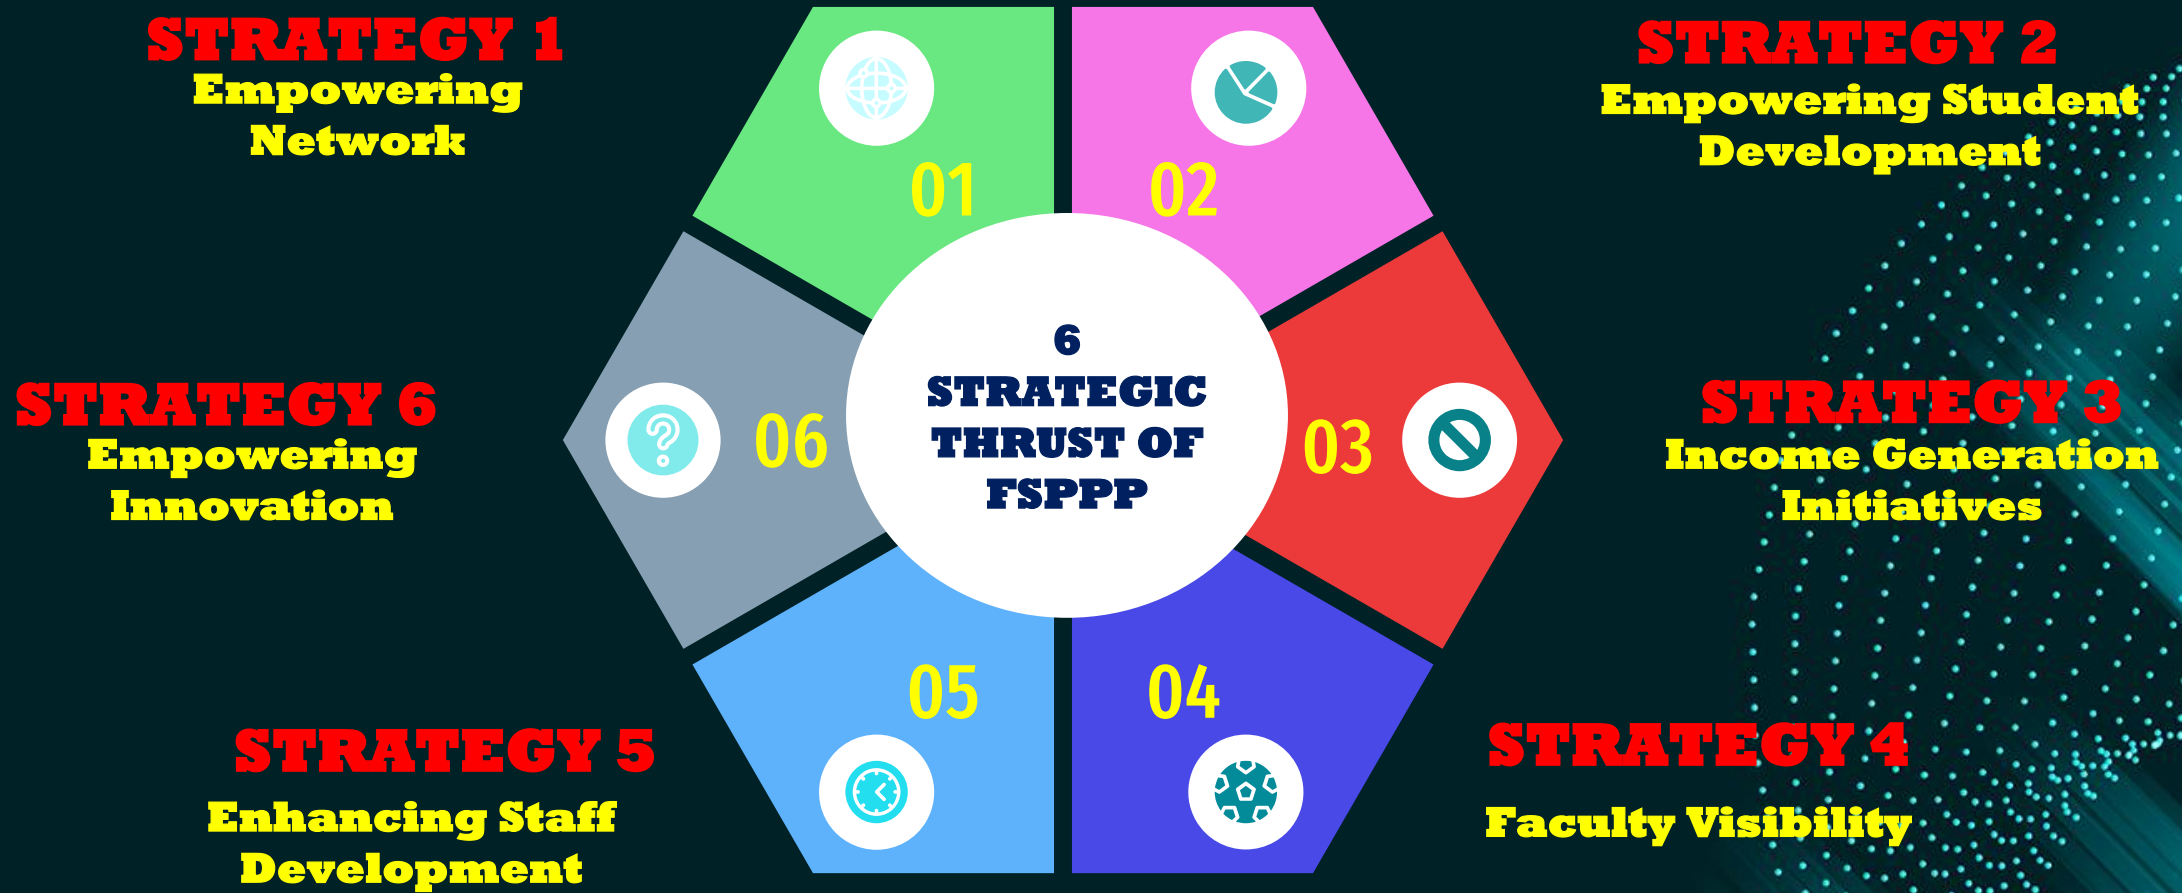 STRATEGY 1
Empowering
Network
STRATEGY 2
Empowering Student
Development
01
02
6
STRATEGIC
THRUST OF
FSPPP
STRATEGY 6
Empowering
Innovation
06
03
STRATEGY 3
Income Generation
Initiatives
05
04
STRATEGY 5
Enhancing Staff
Development
STRATEGY 4
Faculty Visibility